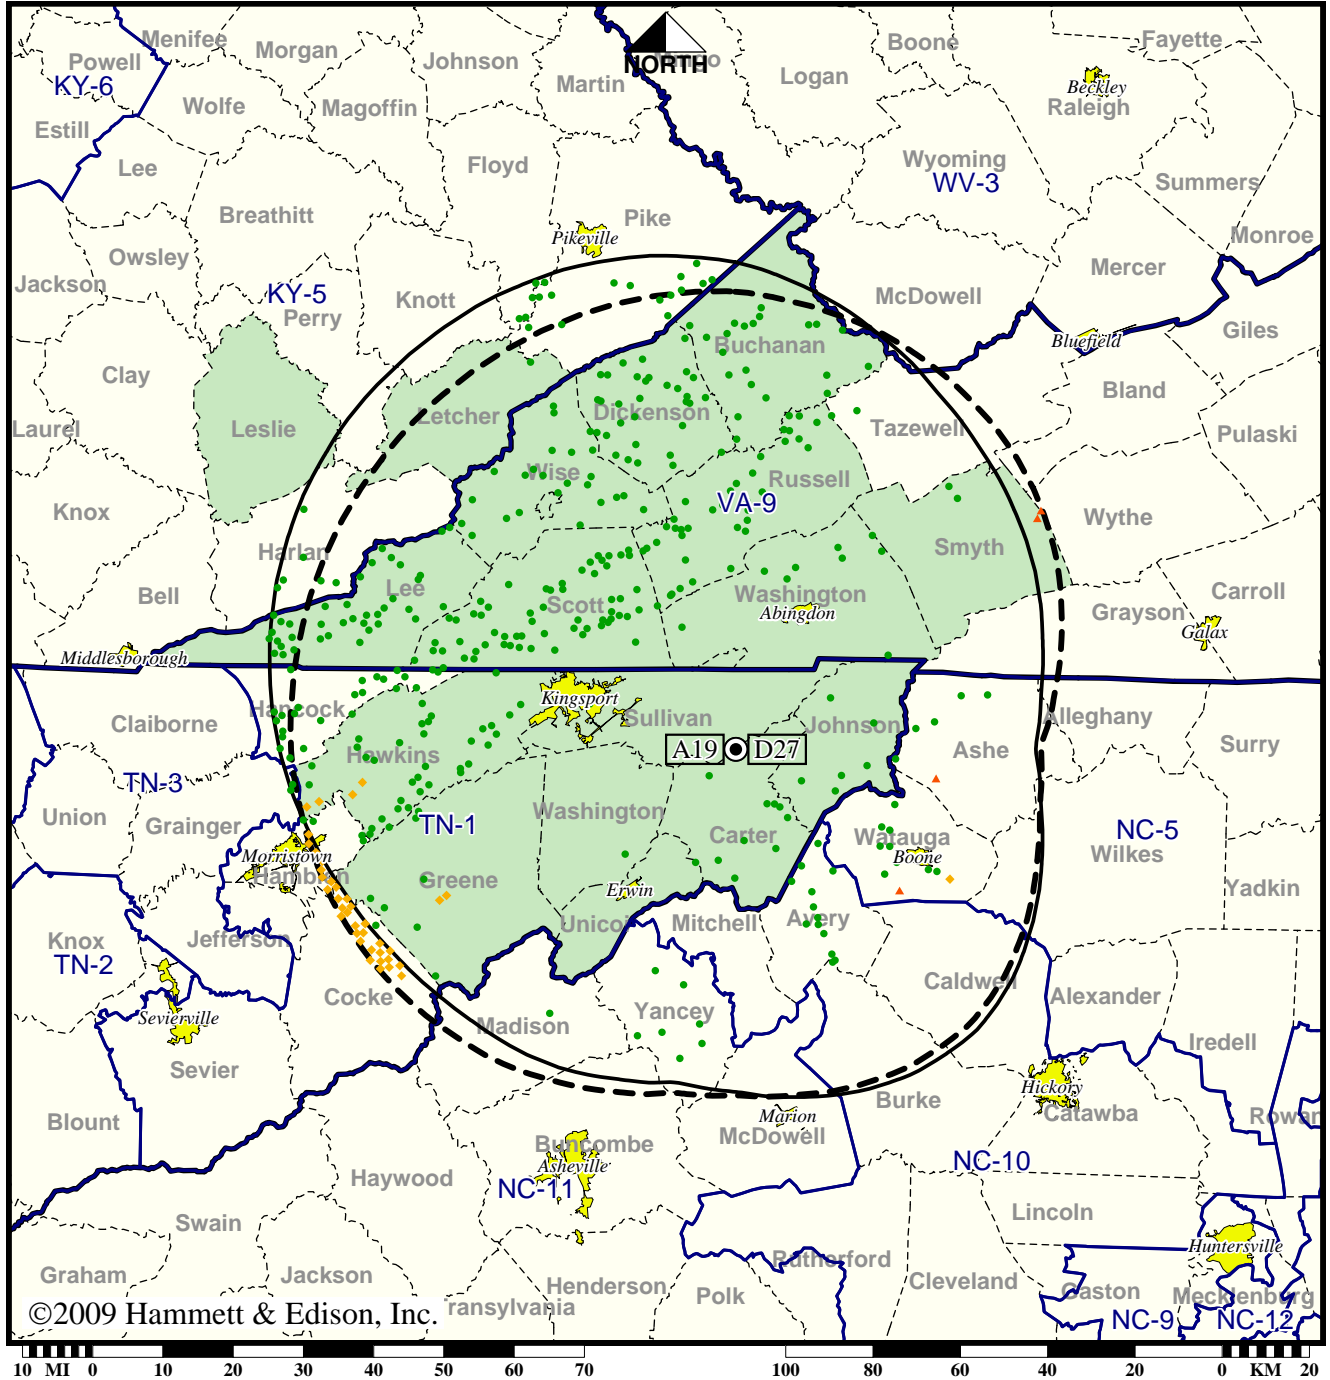 Menifee
Morgan
Johnson
Boone
Fayette
Powell
KY-6
NORTH
Martin
Logan
Beckley
Raleigh
Wolfe
Magoffin
Estill
Lee
Floyd
Wyoming
WV-3
Summers
Breathitt
Pike
Pikeville
Monroe
Owsley
Jackson
KY-5
Perry
Knott
McDowell
Mercer
Bluefield
Giles
Buchanan
Clay
Bland
Letcher
Dickenson
Laurel
Leslie
Tazewell
Pulaski
Wise
Russell
VA-9
Knox
Wythe
Harlan
Smyth
Bell
Lee
Scott
Washington
Abingdon
Carroll
Grayson
Galax
Middlesborough
Kingsport
Hancock
Claiborne
Sullivan
Johnson
Alleghany
Ashe
Surry
A19
D27
Hawkins
TN-3
Union
Grainger
TN-1
Washington
Carter
Watauga
Boone
NC-5
Wilkes
Morristown
Hamblen
Greene
Erwin
Yadkin
Unicoi
Mitchell
Avery
Knox
TN-2
Jefferson
Cocke
Caldwell
Alexander
Sevierville
Madison
Yancey
Iredell
Sevier
Hickory
Catawba
Burke
Marion
McDowell
Blount
Rowan
Buncombe
Asheville
NC-11
NC-10
Haywood
Swain
Lincoln
Huntersville
Rutherford
Graham
Jackson
Henderson
Polk
Cleveland
Gaston
Mecklenburg
Transylvania
NC-9
NC-12
©2009 Hammett & Edison, Inc.
10 MI 0 10 20 30 40 50 60 70 100 80 60 40 20 0 KM 20